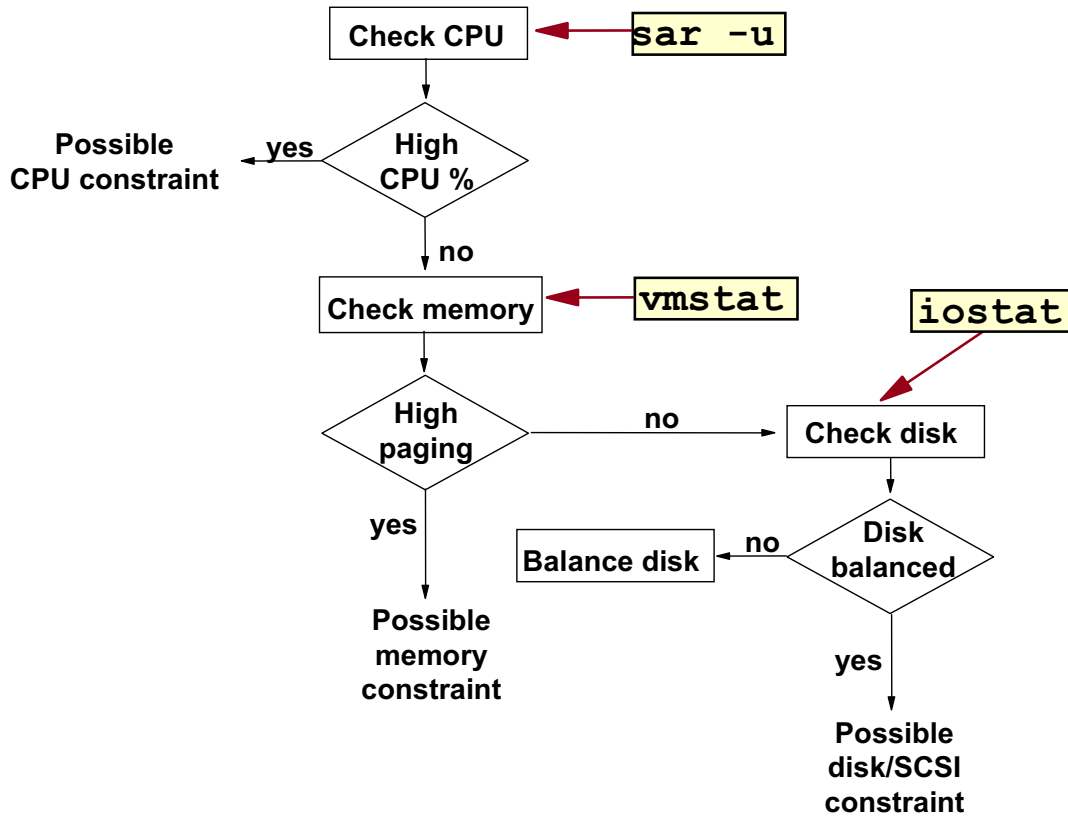 Check CPU
sar -u
High
CPU %
yes
Possible
CPU constraint
no
Check memory
vmstat
iostat
High
paging
no
Check disk
yes
Possible
memory
constraint
Disk
balanced
no
Balance disk
yes
Possible
disk/SCSI
constraint